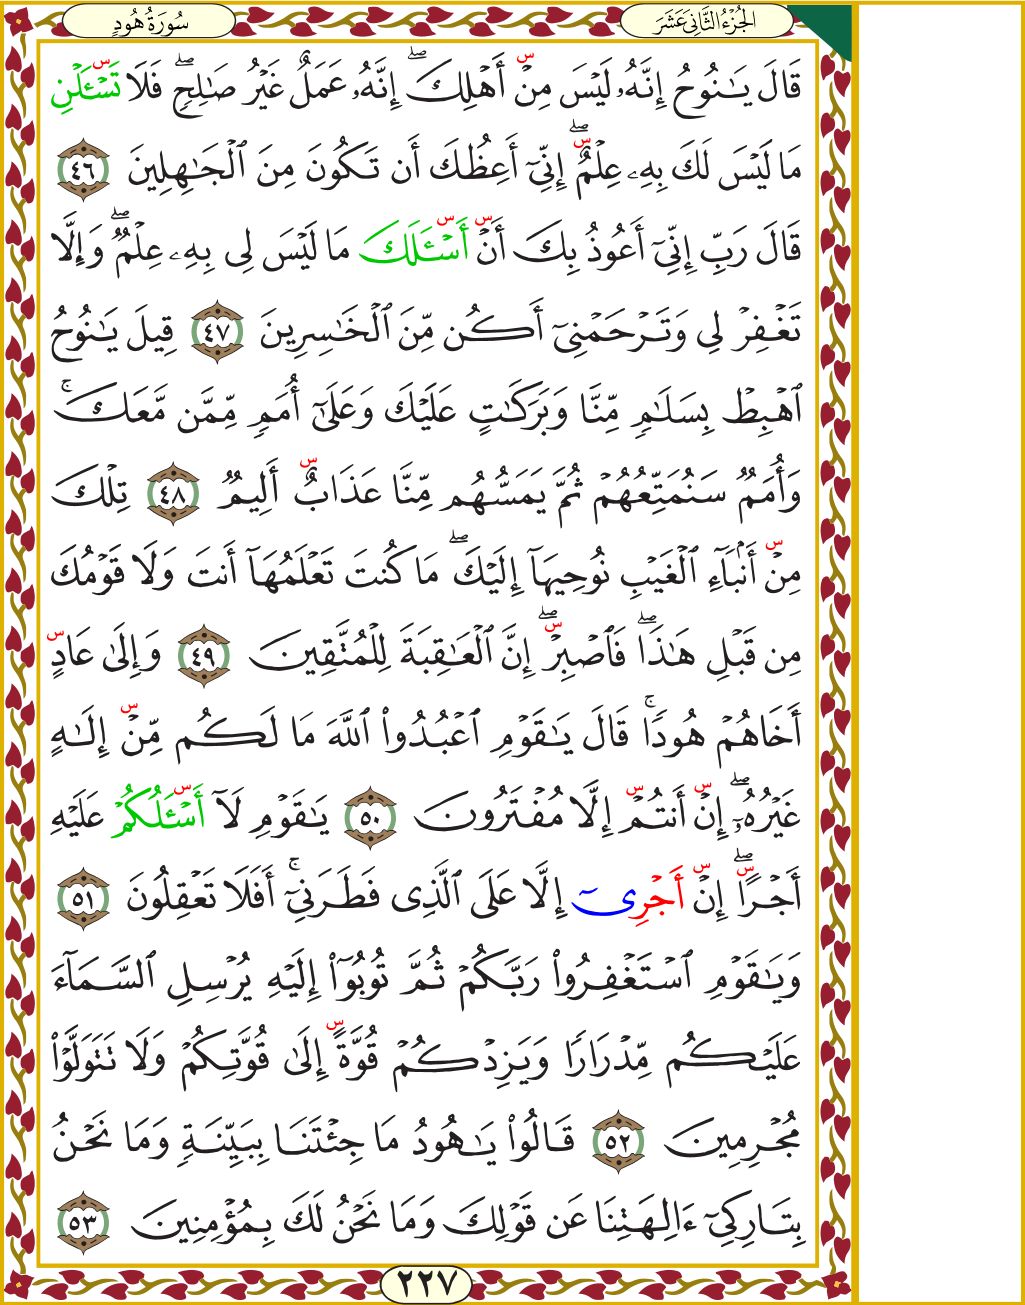 الجُزْءُ الثَّانِيَ عَشَرَ
سُورَةُ هُودٍ
قَالَ يَـٰنُوحُ إِنَّهُۥ لَيْسَ مِنْ أَهْلِكَ ۖ إِنَّهُۥ عَمَلٌ غَيْرُ صَـٰلِحٍ ۖ فَلَا تَسْـَٔلْنِ
مَا لَيْسَ لَكَ بِهِۦ عِلْمٌ ۖ إِنِّىٓ أَعِظُكَ أَن تَكُونَ مِنَ ٱلْجَـٰهِلِينَ ٤٦
قَالَ رَبِّ إِنِّىٓ أَعُوذُ بِكَ أَنْ أَسْـَٔلَكَ مَا لَيْسَ لِى بِهِۦ عِلْمٌ ۖ وَإِلَّا
تَغْفِرْ لِى وَتَرْحَمْنِىٓ أَكُن مِّنَ ٱلْخَـٰسِرِينَ ٤٧ قِيلَ يَـٰنُوحُ
ٱهْبِطْ بِسَلَـٰمٍ مِّنَّا وَبَرَكَـٰتٍ عَلَيْكَ وَعَلَىٰٓ أُمَمٍ مِّمَّن مَّعَكَ ۚ
وَأُمَمٌ سَنُمَتِّعُهُمْ ثُمَّ يَمَسُّهُم مِّنَّا عَذَابٌ أَلِيمٌ ٤٨ تِلْكَ
مِنْ أَنۢبَآءِ ٱلْغَيْبِ نُوحِيهَآ إِلَيْكَ ۖ مَا كُنتَ تَعْلَمُهَآ أَنتَ وَلَا قَوْمُكَ
مِن قَبْلِ هَـٰذَا ۖ فَٱصْبِرْ ۖ إِنَّ ٱلْعَـٰقِبَةَ لِلْمُتَّقِينَ ٤٩ وَإِلَىٰ عَادٍ
أَخَاهُمْ هُودًا ۚ قَالَ يَـٰقَوْمِ ٱعْبُدُوا۟ ٱللَّهَ مَا لَكُم مِّنْ إِلَـٰهٍ
غَيْرُهُۥٓ ۖ إِنْ أَنتُمْ إِلَّا مُفْتَرُونَ ٥٠ يَـٰقَوْمِ لَآ أَسْـَٔلُكُمْ عَلَيْهِ
أَجْرًا ۖ إِنْ أَجْرِىٓ إِلَّا عَلَى ٱلَّذِى فَطَرَنِىٓ ۚ أَفَلَا تَعْقِلُونَ ٥١
وَيَـٰقَوْمِ ٱسْتَغْفِرُوا۟ رَبَّكُمْ ثُمَّ تُوبُوٓا۟ إِلَيْهِ يُرْسِلِ ٱلسَّمَآءَ
عَلَيْكُم مِّدْرَارًا وَيَزِدْكُمْ قُوَّةً إِلَىٰ قُوَّتِكُمْ وَلَا تَتَوَلَّوْا۟
مُجْرِمِينَ ٥٢ قَالُوا۟ يَـٰهُودُ مَا جِئْتَنَا بِبَيِّنَةٍ وَمَا نَحْنُ
بِتَارِكِىٓ ءَالِهَتِنَا عَن قَوْلِكَ وَمَا نَحْنُ لَكَ بِمُؤْمِنِينَ ٥٣
٢٢٧